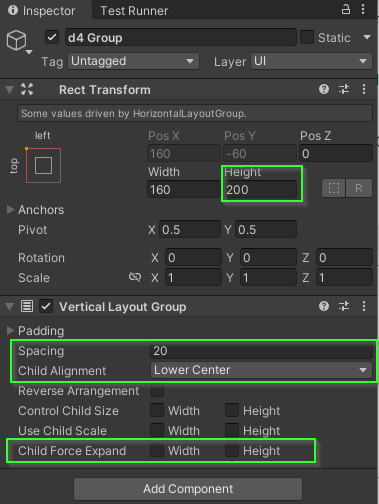 Inspector
Test Runner
d4 Group
Static
Tag Untagged
Layer UI
Rect Transform
Some values driven by HorizontalLayoutGroup.
left
top
Pos X Pos Y Pos Z
160 -60 0
Width Height
160 200
R
Anchors
Pivot X 0.5 Y 0.5
Rotation X 0 Y 0 Z 0
Scale X 1 Y 1 Z 1
Vertical Layout Group
Padding
Spacing 20
Child Alignment Lower Center
Reverse Arrangement
Control Child Size Width Height
Use Child Scale Width Height
Child Force Expand Width Height
Add Component